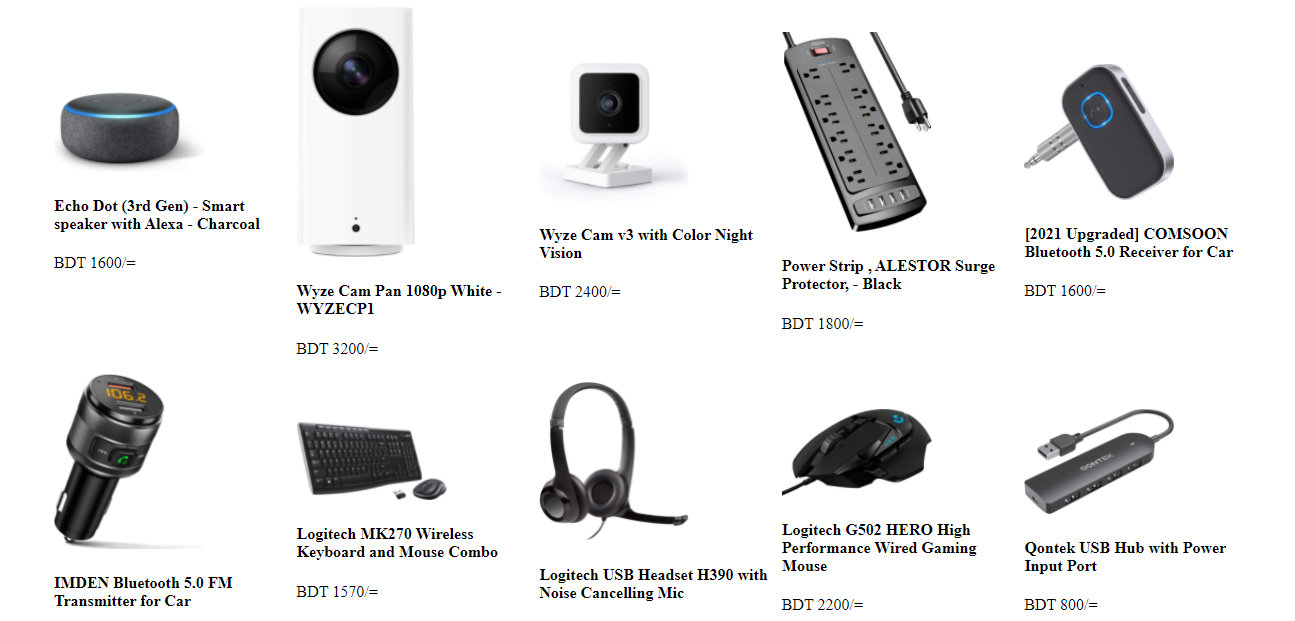 Echo Dot (3rd Gen) - Smart
speaker with Alexa - Charcoal
BDT 1600/=
Wyze Cam Pan 1080p White -
WYZECP1
BDT 3200/=
Wyze Cam v3 with Color Night
Vision
BDT 2400/=
Power Strip , ALESTOR Surge
Protector, - Black
BDT 1800/=
[2021 Upgraded] COMSOON
Bluetooth 5.0 Receiver for Car
BDT 1600/=
106.2
IMDEN Bluetooth 5.0 FM
Transmitter for Car
Logitech MK270 Wireless
Keyboard and Mouse Combo
BDT 1570/=
Logitech USB Headset H390 with
Noise Cancelling Mic
Logitech G502 HERO High
Performance Wired Gaming
Mouse
BDT 2200/=
QONTEK
Qontek USB Hub with Power
Input Port
BDT 800/=